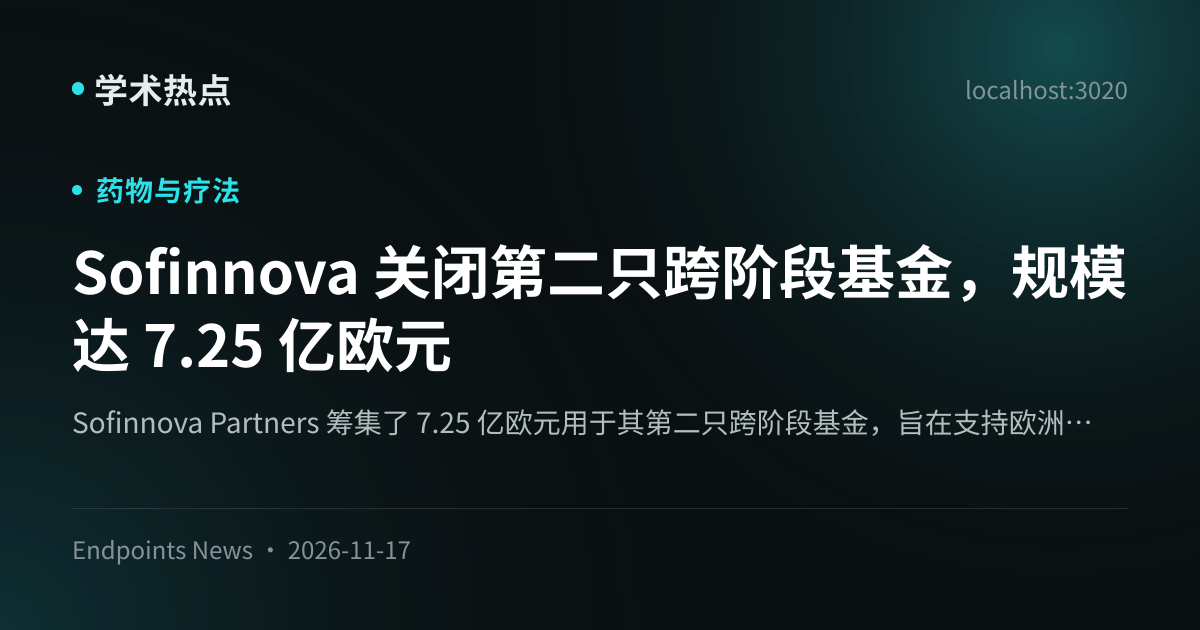 学术热点
localhost:3020
药物与疗法
Sofinnova 关闭第二只跨阶段基金，规模
达 7.25 亿欧元
Sofinnova Partners 筹集了 7.25 亿欧元用于其第二只跨阶段基金，旨在支持欧洲…
Endpoints News · 2026-11-17